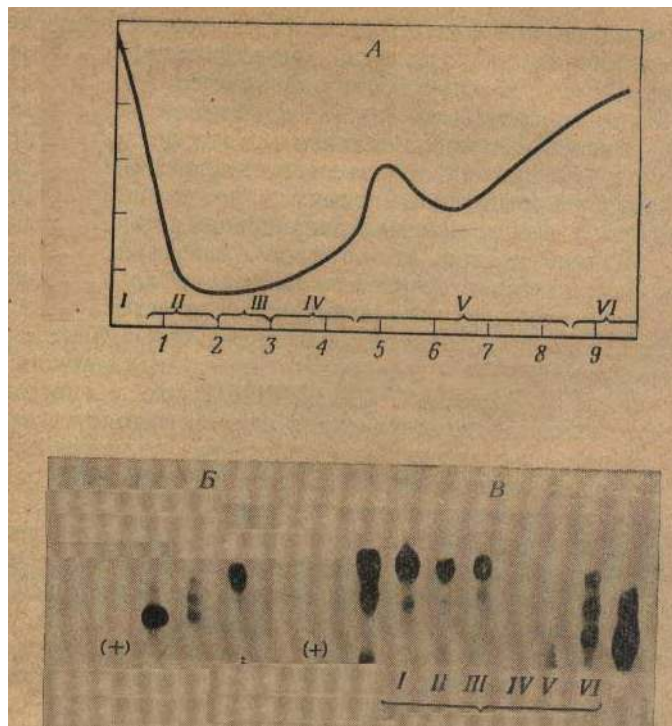 А
I II III IV V VI
1 2 3 4 5 6 7 8 9
Б В
(+) (+)
I II III IV V VI